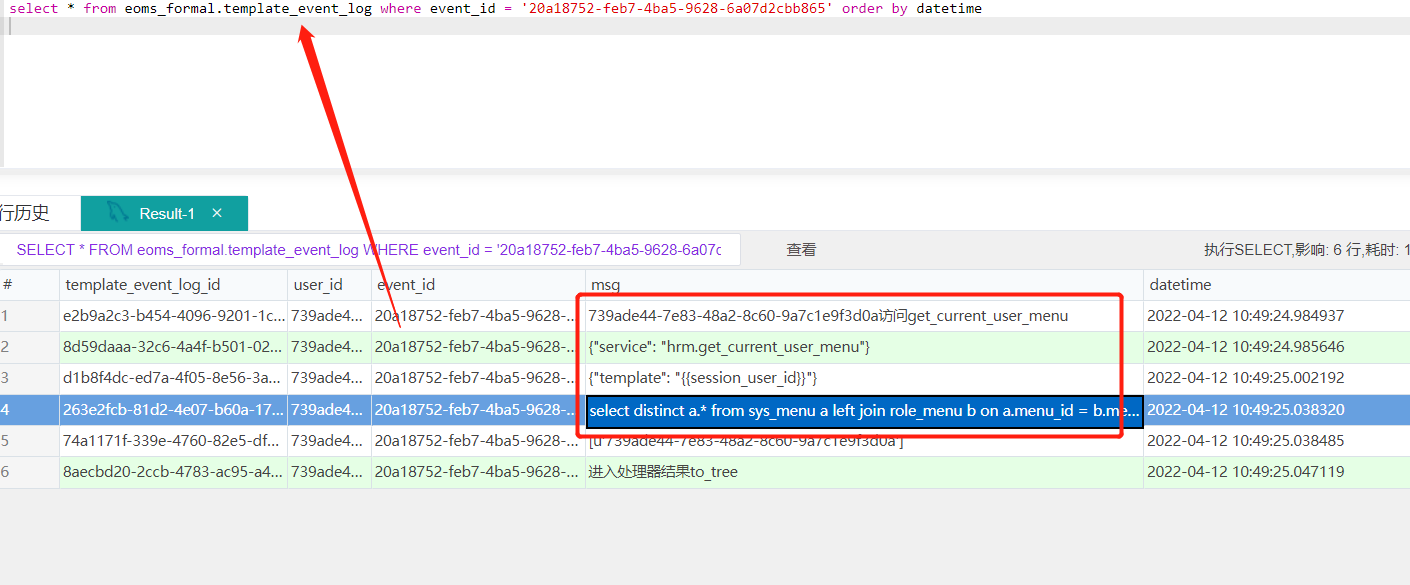 select * from eoms_formal.template_event_log where event_id = '20a18752-feb7-4ba5-9628-6a07d2cbb865' order by datetime
行历史 Result-1 ×
SELECT * FROM eoms_formal.template_event_log WHERE event_id = '20a18752-feb7-4ba5-9628-6a07c 查看 执行SELECT,影响: 6 行,耗时: 1
# template_event_log_id user_id event_id msg datetime
1 e2b9a2c3-b454-4096-9201-1c... 739ade4... 20a18752-feb7-4ba5-9628-... 739ade44-7e83-48a2-8c60-9a7c1e9f3d0a访问get_current_user_menu 2022-04-12 10:49:24.984937
2 8d59daaa-32c6-4a4f-b501-02... 739ade4... 20a18752-feb7-4ba5-9628-... {"service": "hrm.get_current_user_menu"} 2022-04-12 10:49:24.985646
3 d1b8f4dc-ed7a-4f05-8e56-3a... 739ade4... 20a18752-feb7-4ba5-9628-... {"template": "{{session_user_id}}"} 2022-04-12 10:49:25.002192
4 263e2fcb-81d2-4e07-b60a-17... 739ade4... 20a18752-feb7-4ba5-9628-... select distinct a.* from sys_menu a left join role_menu b on a.menu_id = b.me... 2022-04-12 10:49:25.038320
5 74a1171f-339e-4760-82e5-df... 739ade4... 20a18752-feb7-4ba5-9628-... [u'739ade44-7e83-48a2-8c60-9a7c1e9f3d0a'] 2022-04-12 10:49:25.038485
6 8aecbd20-2ccb-4783-ac95-a4... 739ade4... 20a18752-feb7-4ba5-9628-... 进入处理器结果to_tree 2022-04-12 10:49:25.047119